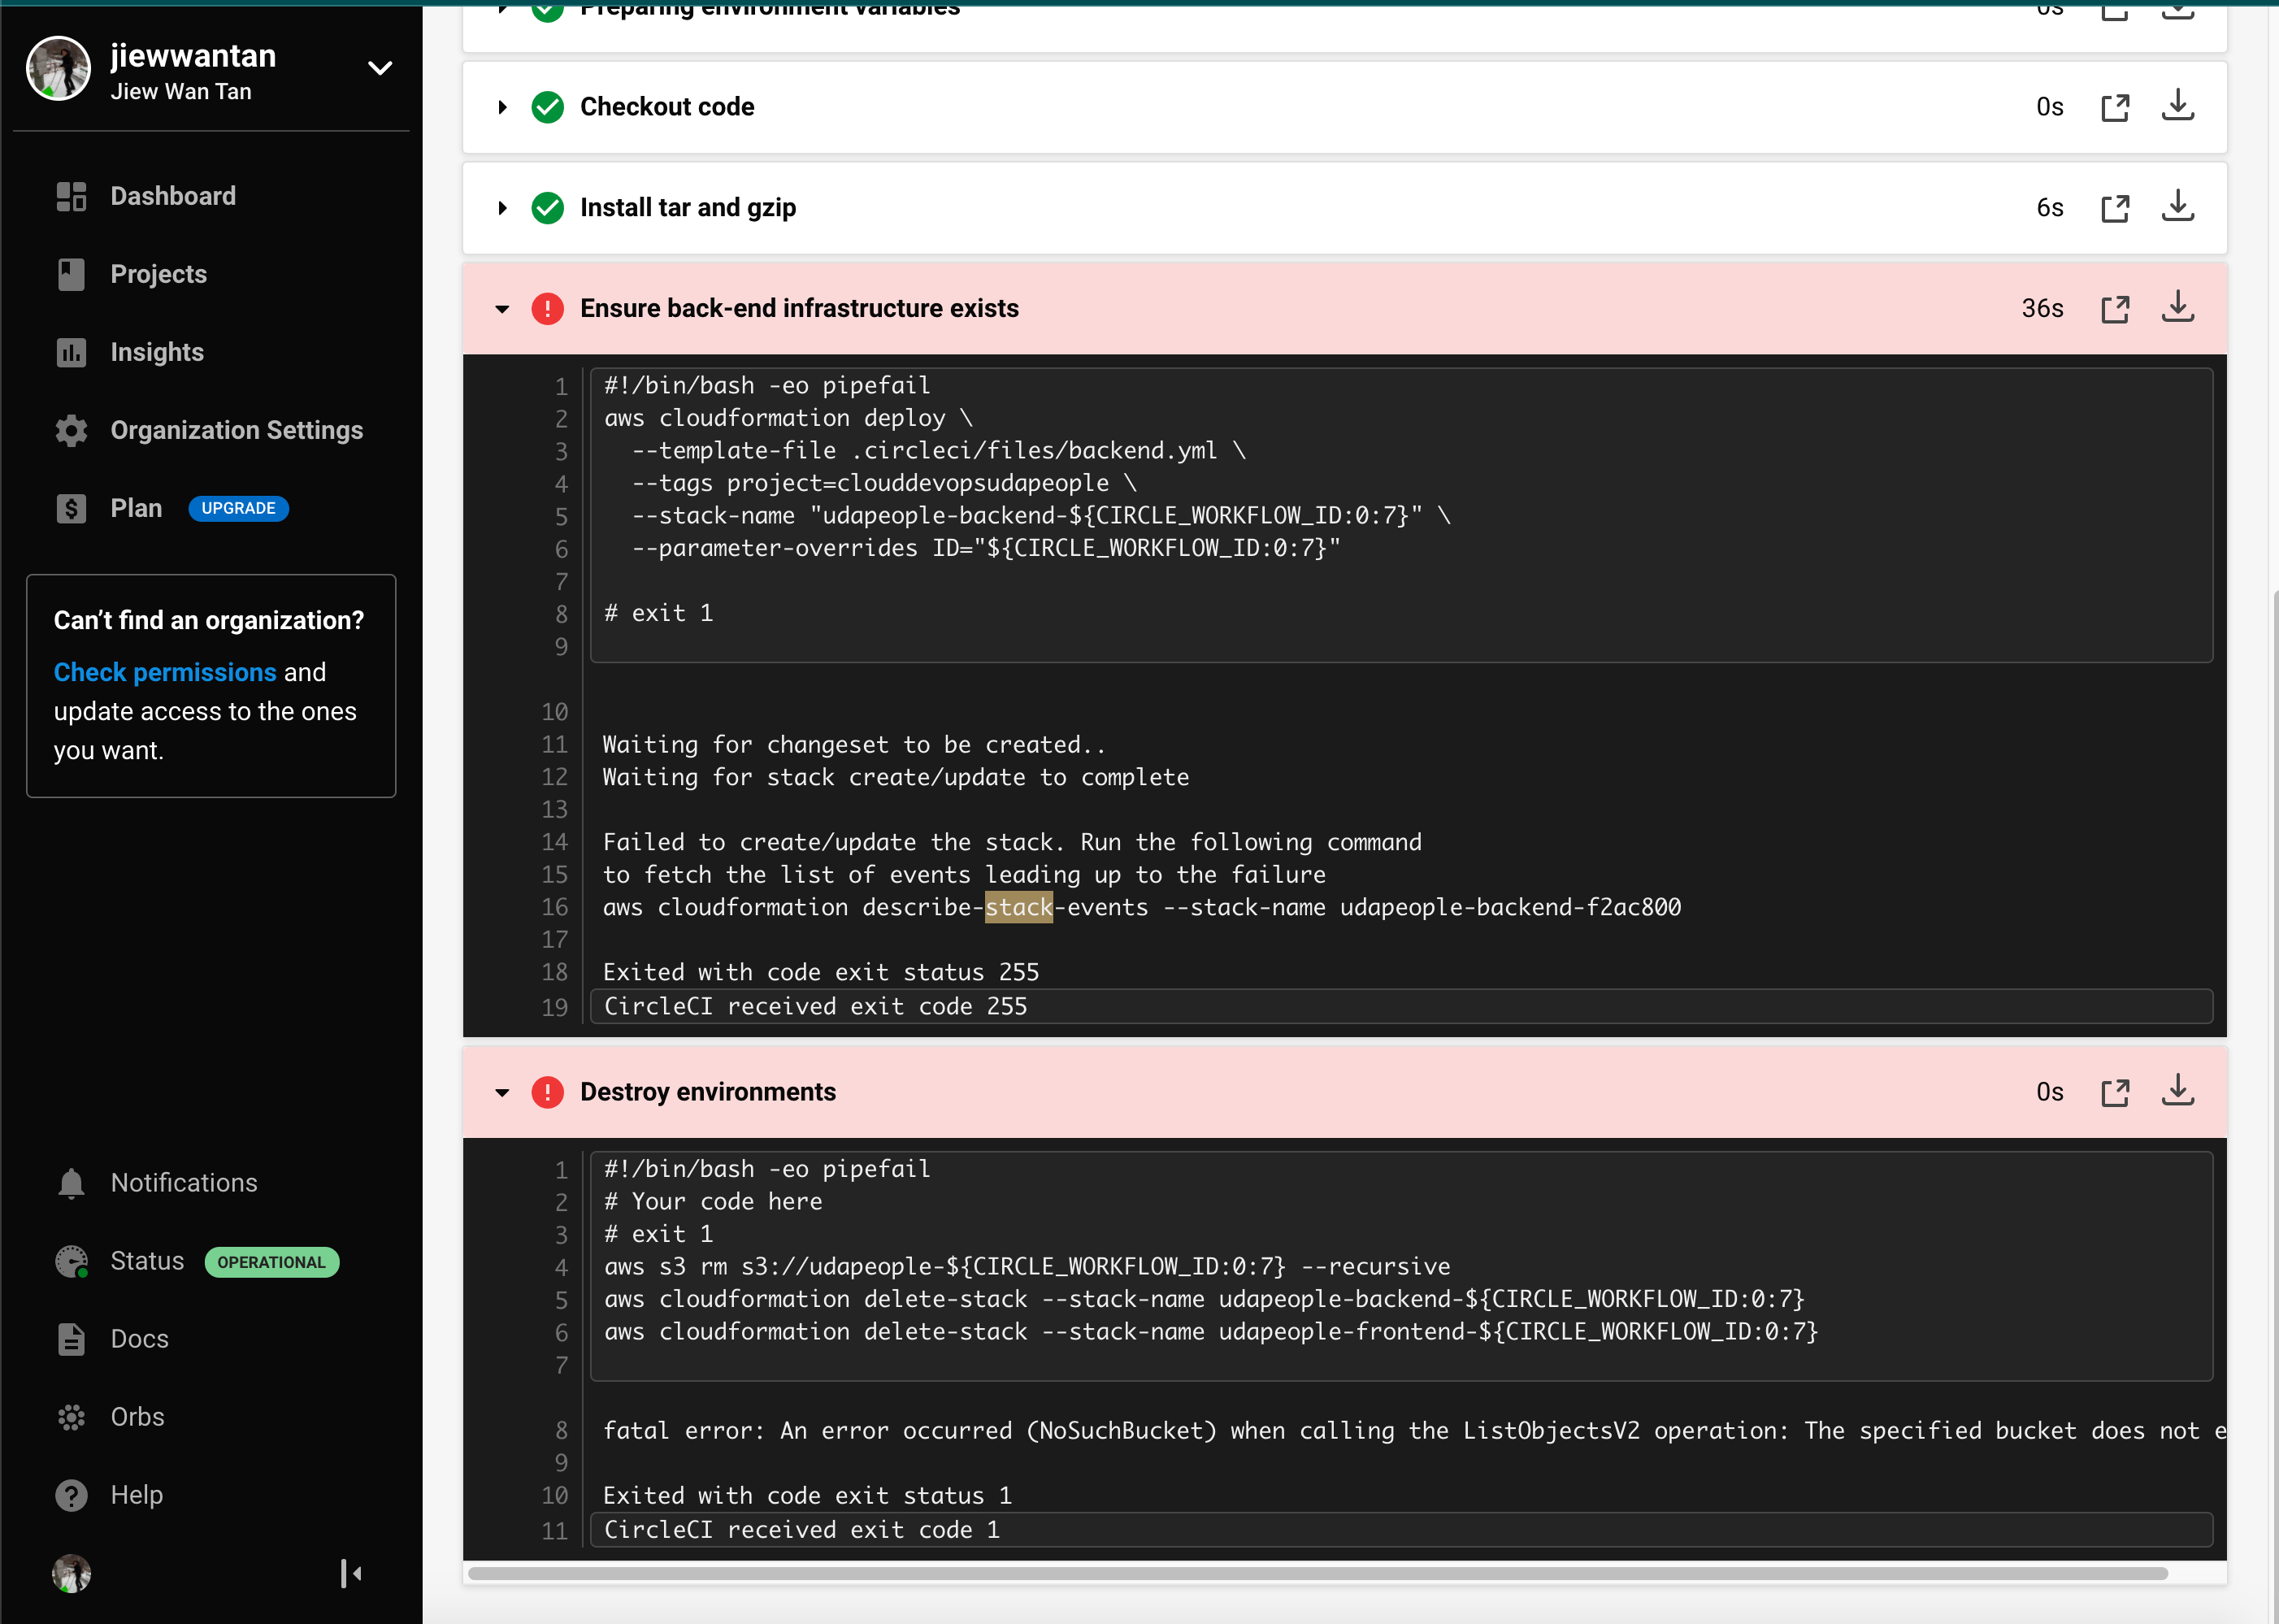 jiewwantan
Jiew Wan Tan
Dashboard
Projects
Insights
Organization Settings
Plan UPGRADE
Can’t find an organization?
Check permissions and
update access to the ones
you want.
Notifications
Status OPERATIONAL
Docs
Orbs
Help
Preparing environment variables 0s
Checkout code 0s
Install tar and gzip 6s
Ensure back-end infrastructure exists 36s
1 #!/bin/bash -eo pipefail
2 aws cloudformation deploy \
3 --template-file .circleci/files/backend.yml \
4 --tags project=clouddevopsudapeople \
5 --stack-name "udapeople-backend-${CIRCLE_WORKFLOW_ID:0:7}" \
6 --parameter-overrides ID="${CIRCLE_WORKFLOW_ID:0:7}"
7
8 # exit 1
9
10
11 Waiting for changeset to be created..
12 Waiting for stack create/update to complete
13
14 Failed to create/update the stack. Run the following command
15 to fetch the list of events leading up to the failure
16 aws cloudformation describe-stack-events --stack-name udapeople-backend-f2ac800
17
18 Exited with code exit status 255
19 CircleCI received exit code 255
Destroy environments 0s
1 #!/bin/bash -eo pipefail
2 # Your code here
3 # exit 1
4 aws s3 rm s3://udapeople-${CIRCLE_WORKFLOW_ID:0:7} --recursive
5 aws cloudformation delete-stack --stack-name udapeople-backend-${CIRCLE_WORKFLOW_ID:0:7}
6 aws cloudformation delete-stack --stack-name udapeople-frontend-${CIRCLE_WORKFLOW_ID:0:7}
7
8 fatal error: An error occurred (NoSuchBucket) when calling the ListObjectsV2 operation: The specified bucket does not e
9
10 Exited with code exit status 1
11 CircleCI received exit code 1